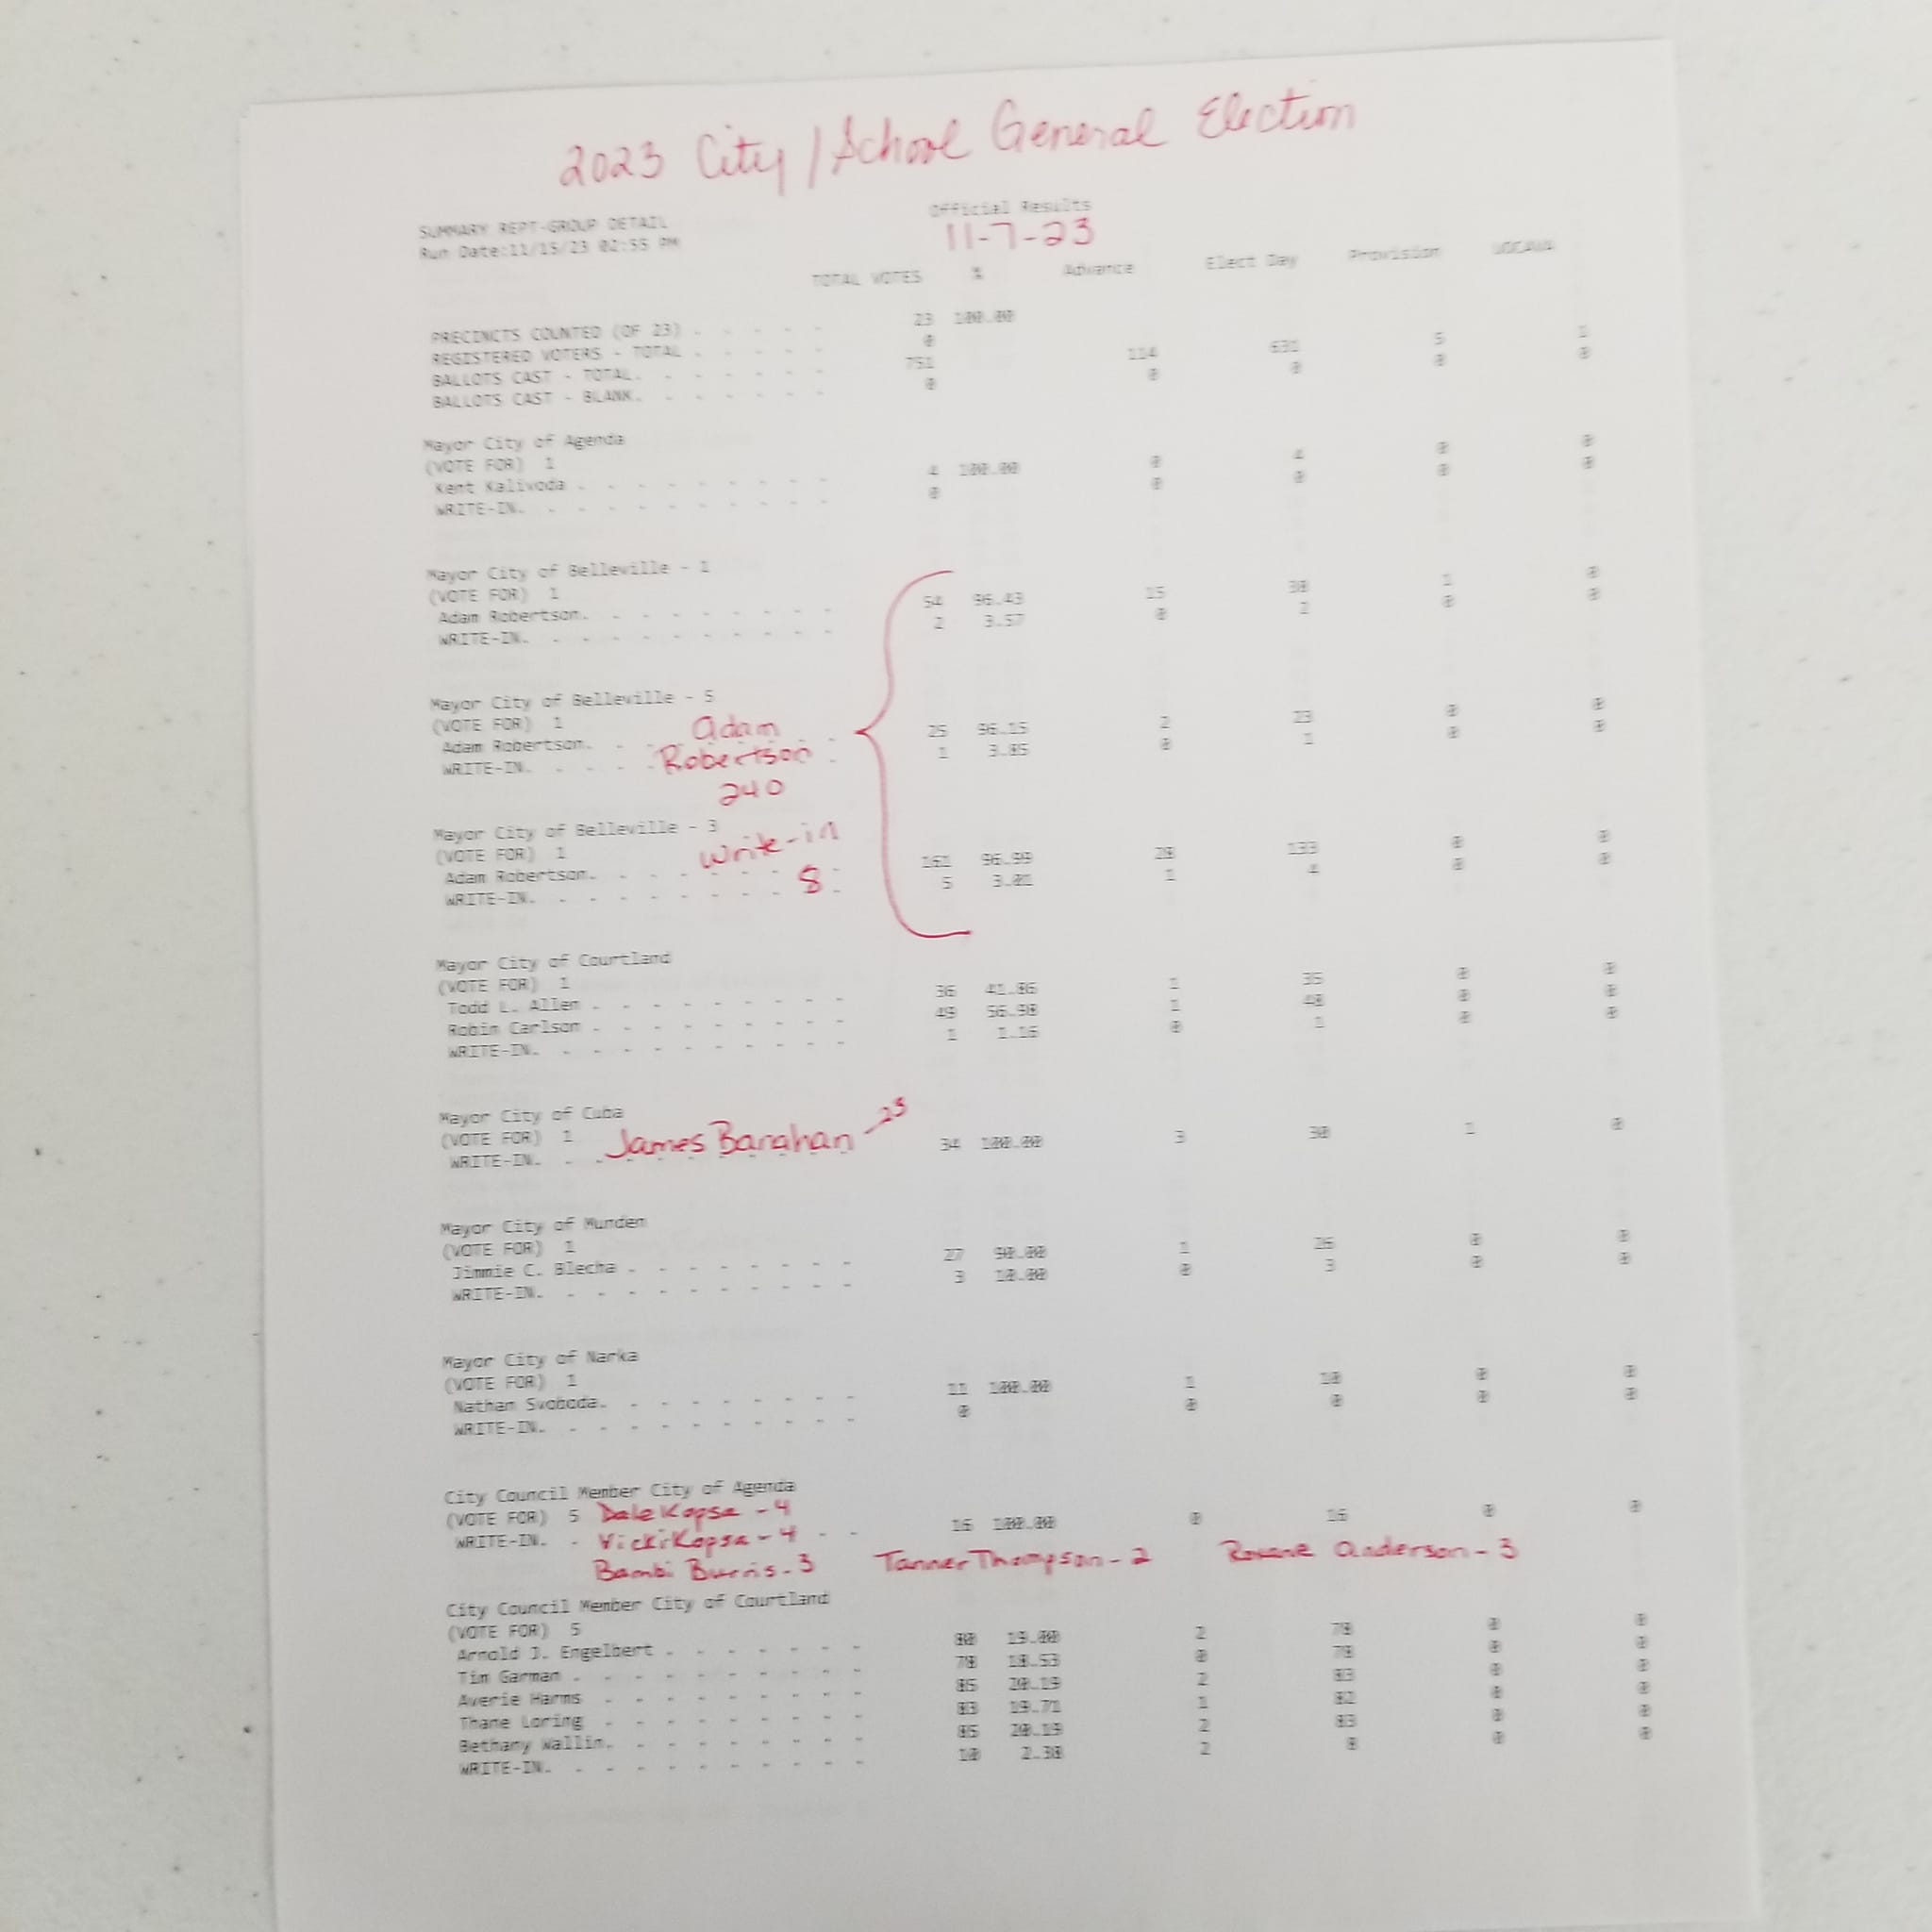 2023 City/School General Election
SUMMARY REPT-GROUP DETAIL Official Results
Run Date:11/15/23 02:55 PM 11-7-23
TOTAL VOTES % Advance Elect Day Provision UOCAVA
PRECINCTS COUNTED (OF 23) . . . . . 23 100.00
REGISTERED VOTERS - TOTAL . . . . . 0
BALLOTS CAST - TOTAL. . . . . . . 751 114 631 5 1
BALLOTS CAST - BLANK. . . . . . . 0 0 0 0 0
Mayor City of Agenda
(VOTE FOR) 1
Kent Kalivoda . . . . . . . . . 4 100.00 0 4 0 0
WRITE-IN. . . . . . . . . . . 0 0 0 0 0
Mayor City of Belleville - 1
(VOTE FOR) 1
Adam Robertson. . . . . . . . . 54 96.43 15 38 1 0
WRITE-IN. . . . . . . . . . . 2 3.57 0 2 0 0
Mayor City of Belleville - 5
(VOTE FOR) 1 Adam
Adam Robertson. . . Robertson 25 96.15 2 23 0 0
WRITE-IN. . . . . 240 1 3.85 0 1 0 0
Mayor City of Belleville - 3
(VOTE FOR) 1 Write-in
Adam Robertson. . . . . . . . . 8 161 96.99 28 133 0 0
WRITE-IN. . . . . . . . . . . 5 3.01 1 4 0 0
Mayor City of Courtland
(VOTE FOR) 1
Todd L. Allen . . . . . . . . . 36 41.86 1 35 0 0
Robin Carlson . . . . . . . . . 49 56.98 1 48 0 0
WRITE-IN. . . . . . . . . . . 1 1.16 0 1 0 0
Mayor City of Cuba
(VOTE FOR) 1 James Banahan - 23
WRITE-IN. . . . . . . . . . . 34 100.00 3 30 1 0
Mayor City of Munden
(VOTE FOR) 1
Jimmie C. Blecha . . . . . . . . 27 90.00 1 26 0 0
WRITE-IN. . . . . . . . . . . 3 10.00 0 3 0 0
Mayor City of Narka
(VOTE FOR) 1
Nathan Svoboda. . . . . . . . . 11 100.00 1 10 0 0
WRITE-IN. . . . . . . . . . . 0 0 0 0 0
City Council Member City of Agenda
(VOTE FOR) 5 Dale Kopsa - 4
WRITE-IN. . Vicki Kopsa - 4 . . 16 100.00 0 16 0 0
Bambi Burris - 3 Tanner Thompson - 2 Roxane Anderson - 3
City Council Member City of Courtland
(VOTE FOR) 5
Arnold J. Engelbert . . . . . . . 80 19.00 2 78 0 0
Tim Garman . . . . . . . . . . 78 18.53 0 78 0 0
Averie Harms . . . . . . . . . 85 20.19 2 83 0 0
Thane Loring . . . . . . . . . 83 19.71 1 82 0 0
Bethany Wallin. . . . . . . . . 85 20.19 2 83 0 0
WRITE-IN. . . . . . . . . . . 10 2.38 2 8 0 0